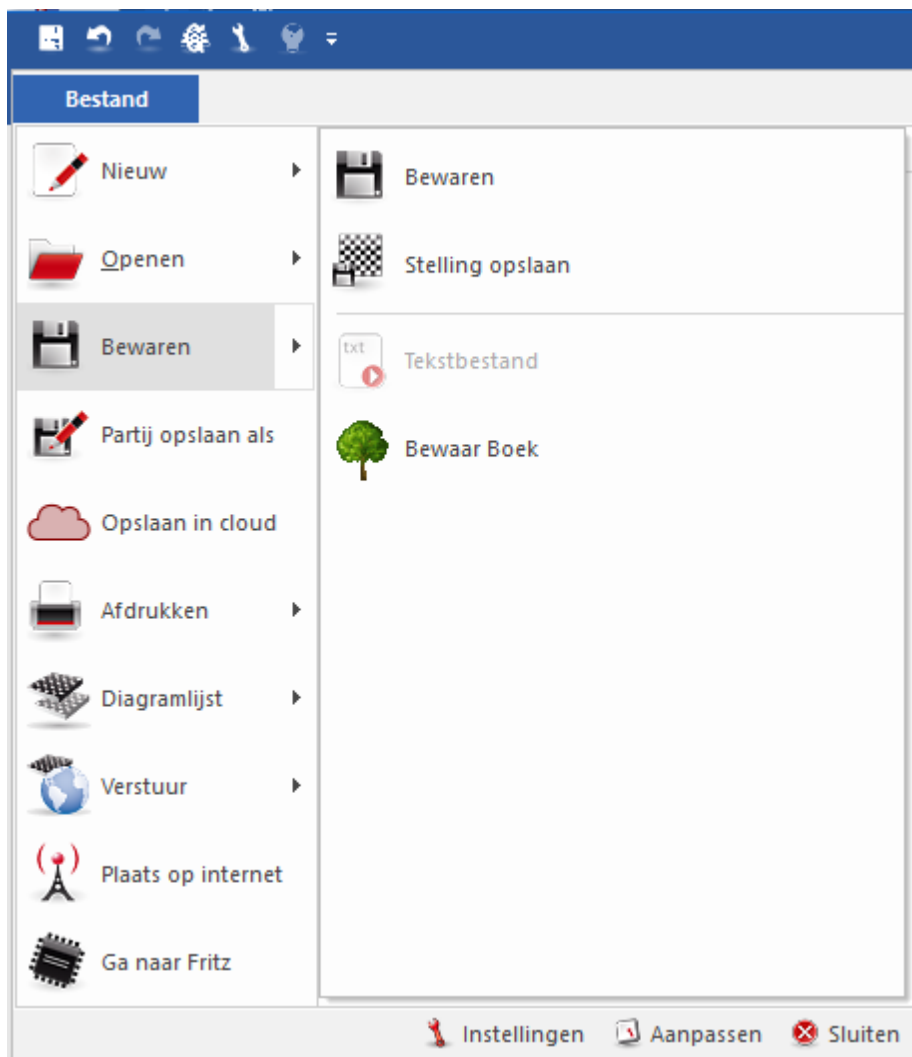 Bestand
Nieuw
Openen
Bewaren
Partij opslaan als
Opslaan in cloud
Afdrukken
Diagramlijst
Verstuur
Plaats op internet
Ga naar Fritz
Bewaren
Stelling opslaan
txt
Tekstbestand
Bewaar Boek
Instellingen
Aanpassen
Sluiten